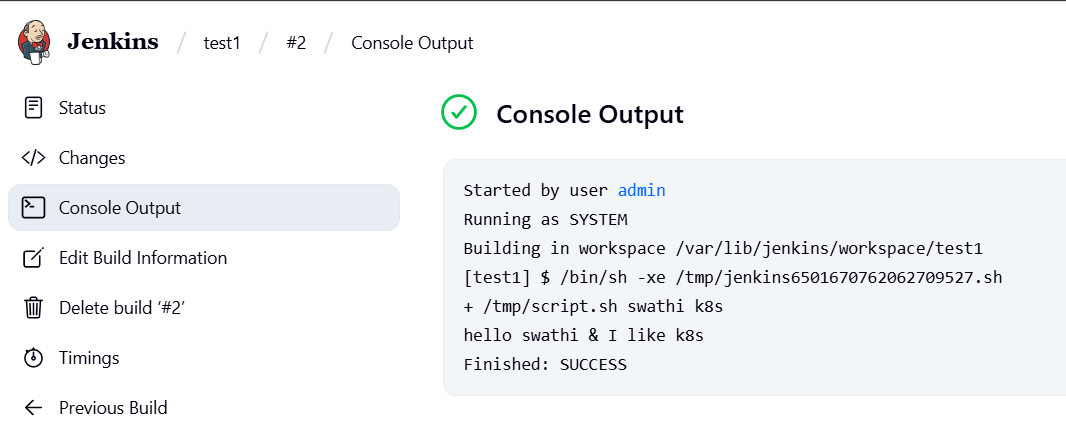 Jenkins / test1 / #2 / Console Output
Status
Changes
Console Output
Edit Build Information
Delete build ‘#2’
Timings
Previous Build
Console Output
Started by user admin
Running as SYSTEM
Building in workspace /var/lib/jenkins/workspace/test1
[test1] $ /bin/sh -xe /tmp/jenkins6501670762062709527.sh
+ /tmp/script.sh swathi k8s
hello swathi & I like k8s
Finished: SUCCESS